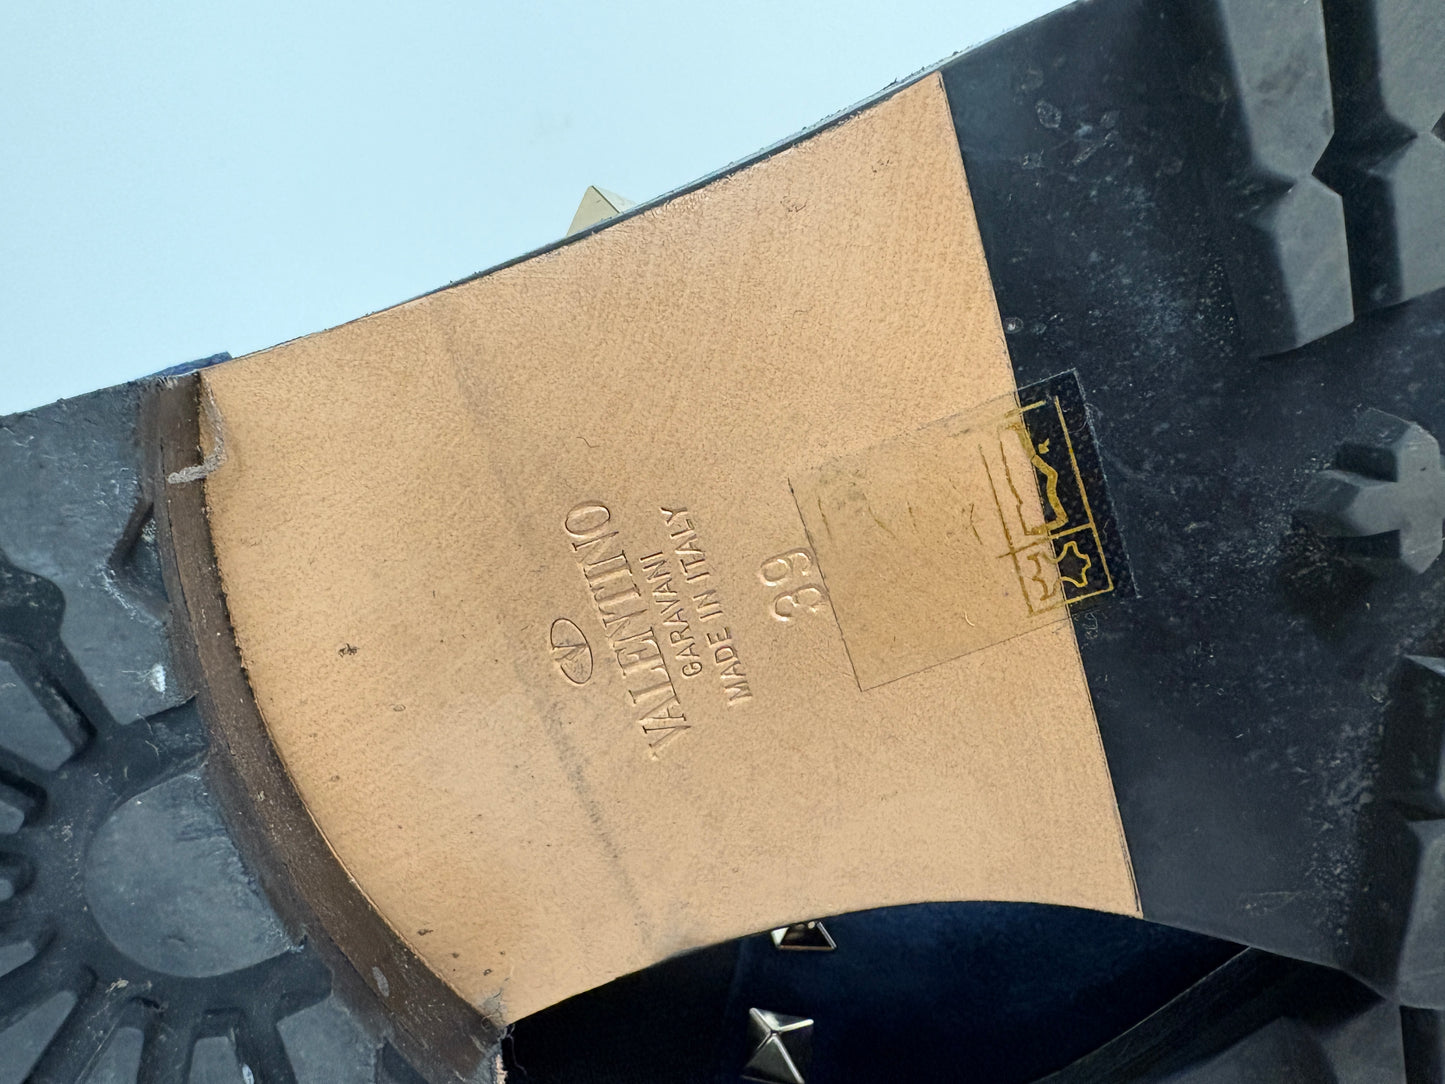 V
VALENTINO
GARAVANI
MADE IN ITALY
39